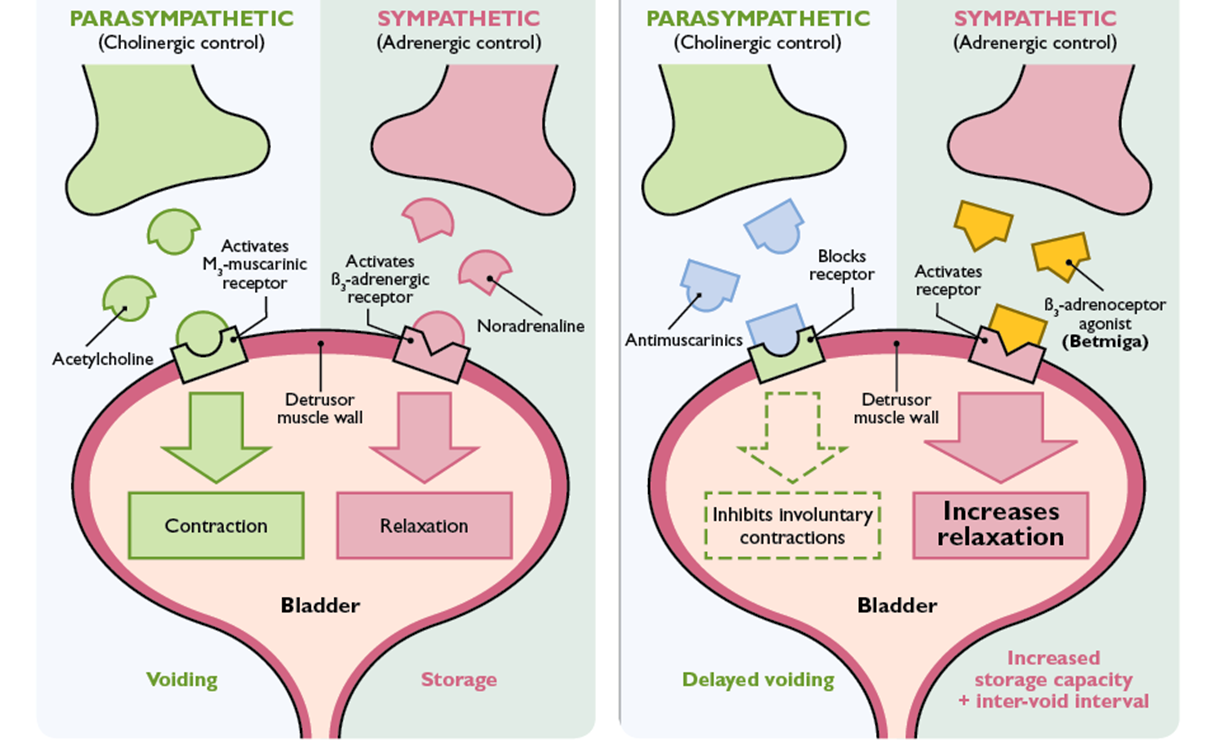 PARASYMPATHETIC
(Cholinergic control)
SYMPATHETIC
(Adrenergic control)
Activates
M3-muscarinic
receptor
Activates
ß3-adrenergic
receptor
Acetylcholine
Noradrenaline
Detrusor
muscle wall
Contraction
Relaxation
Bladder
Voiding
Storage
PARASYMPATHETIC
(Cholinergic control)
SYMPATHETIC
(Adrenergic control)
Blocks
receptor
Activates
receptor
Antimuscarinics
ß3-adrenoceptor
agonist
(Betmiga)
Detrusor
muscle wall
Inhibits involuntary
contractions
Increases
relaxation
Bladder
Delayed voiding
Increased
storage capacity
+ inter-void interval